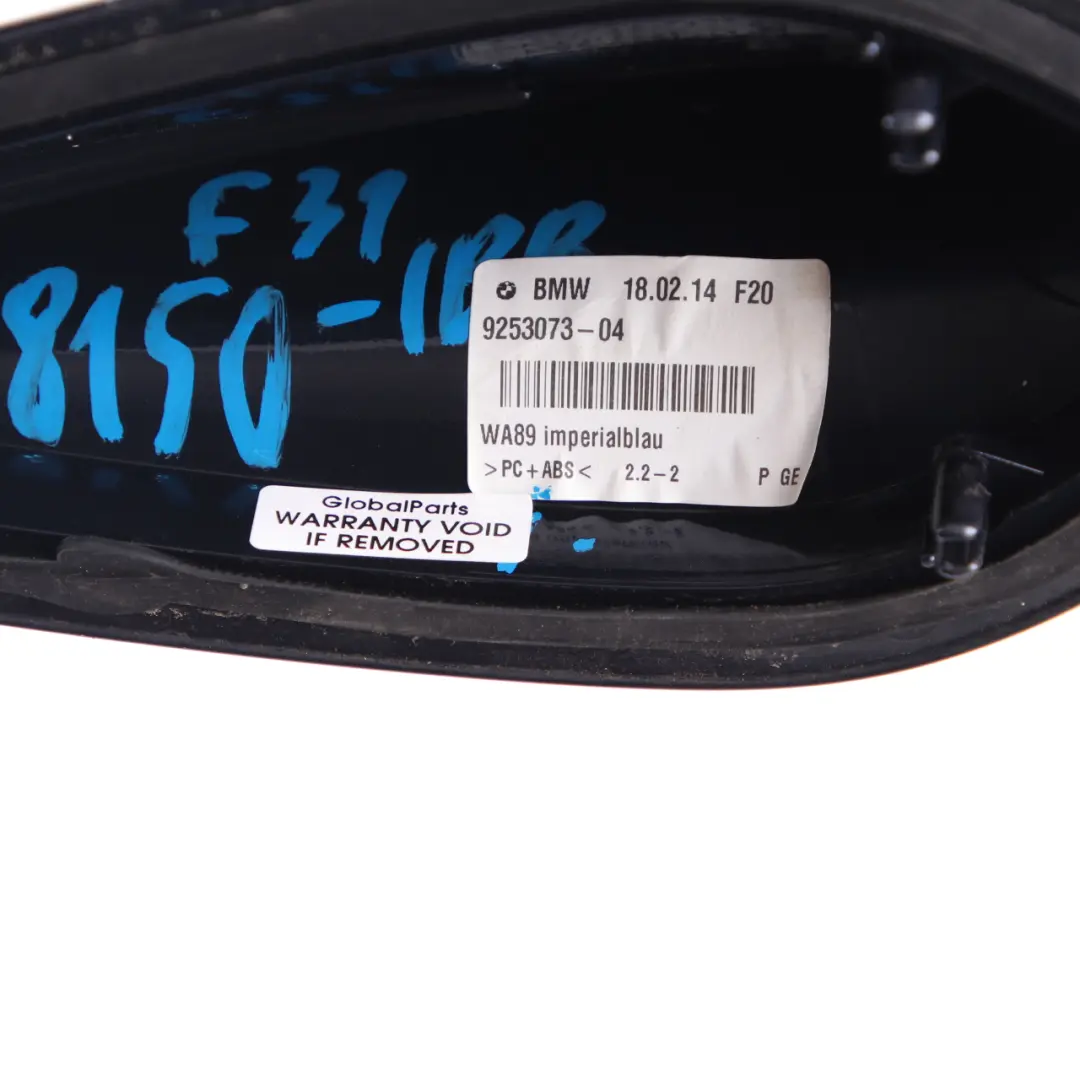 F31
8150-IBB
BMW 18.02.14 F20
9253073-04
WA89 imperialblau
>PC+ABS< 2.2-2 P GE
GlobalParts
WARRANTY VOID
IF REMOVED